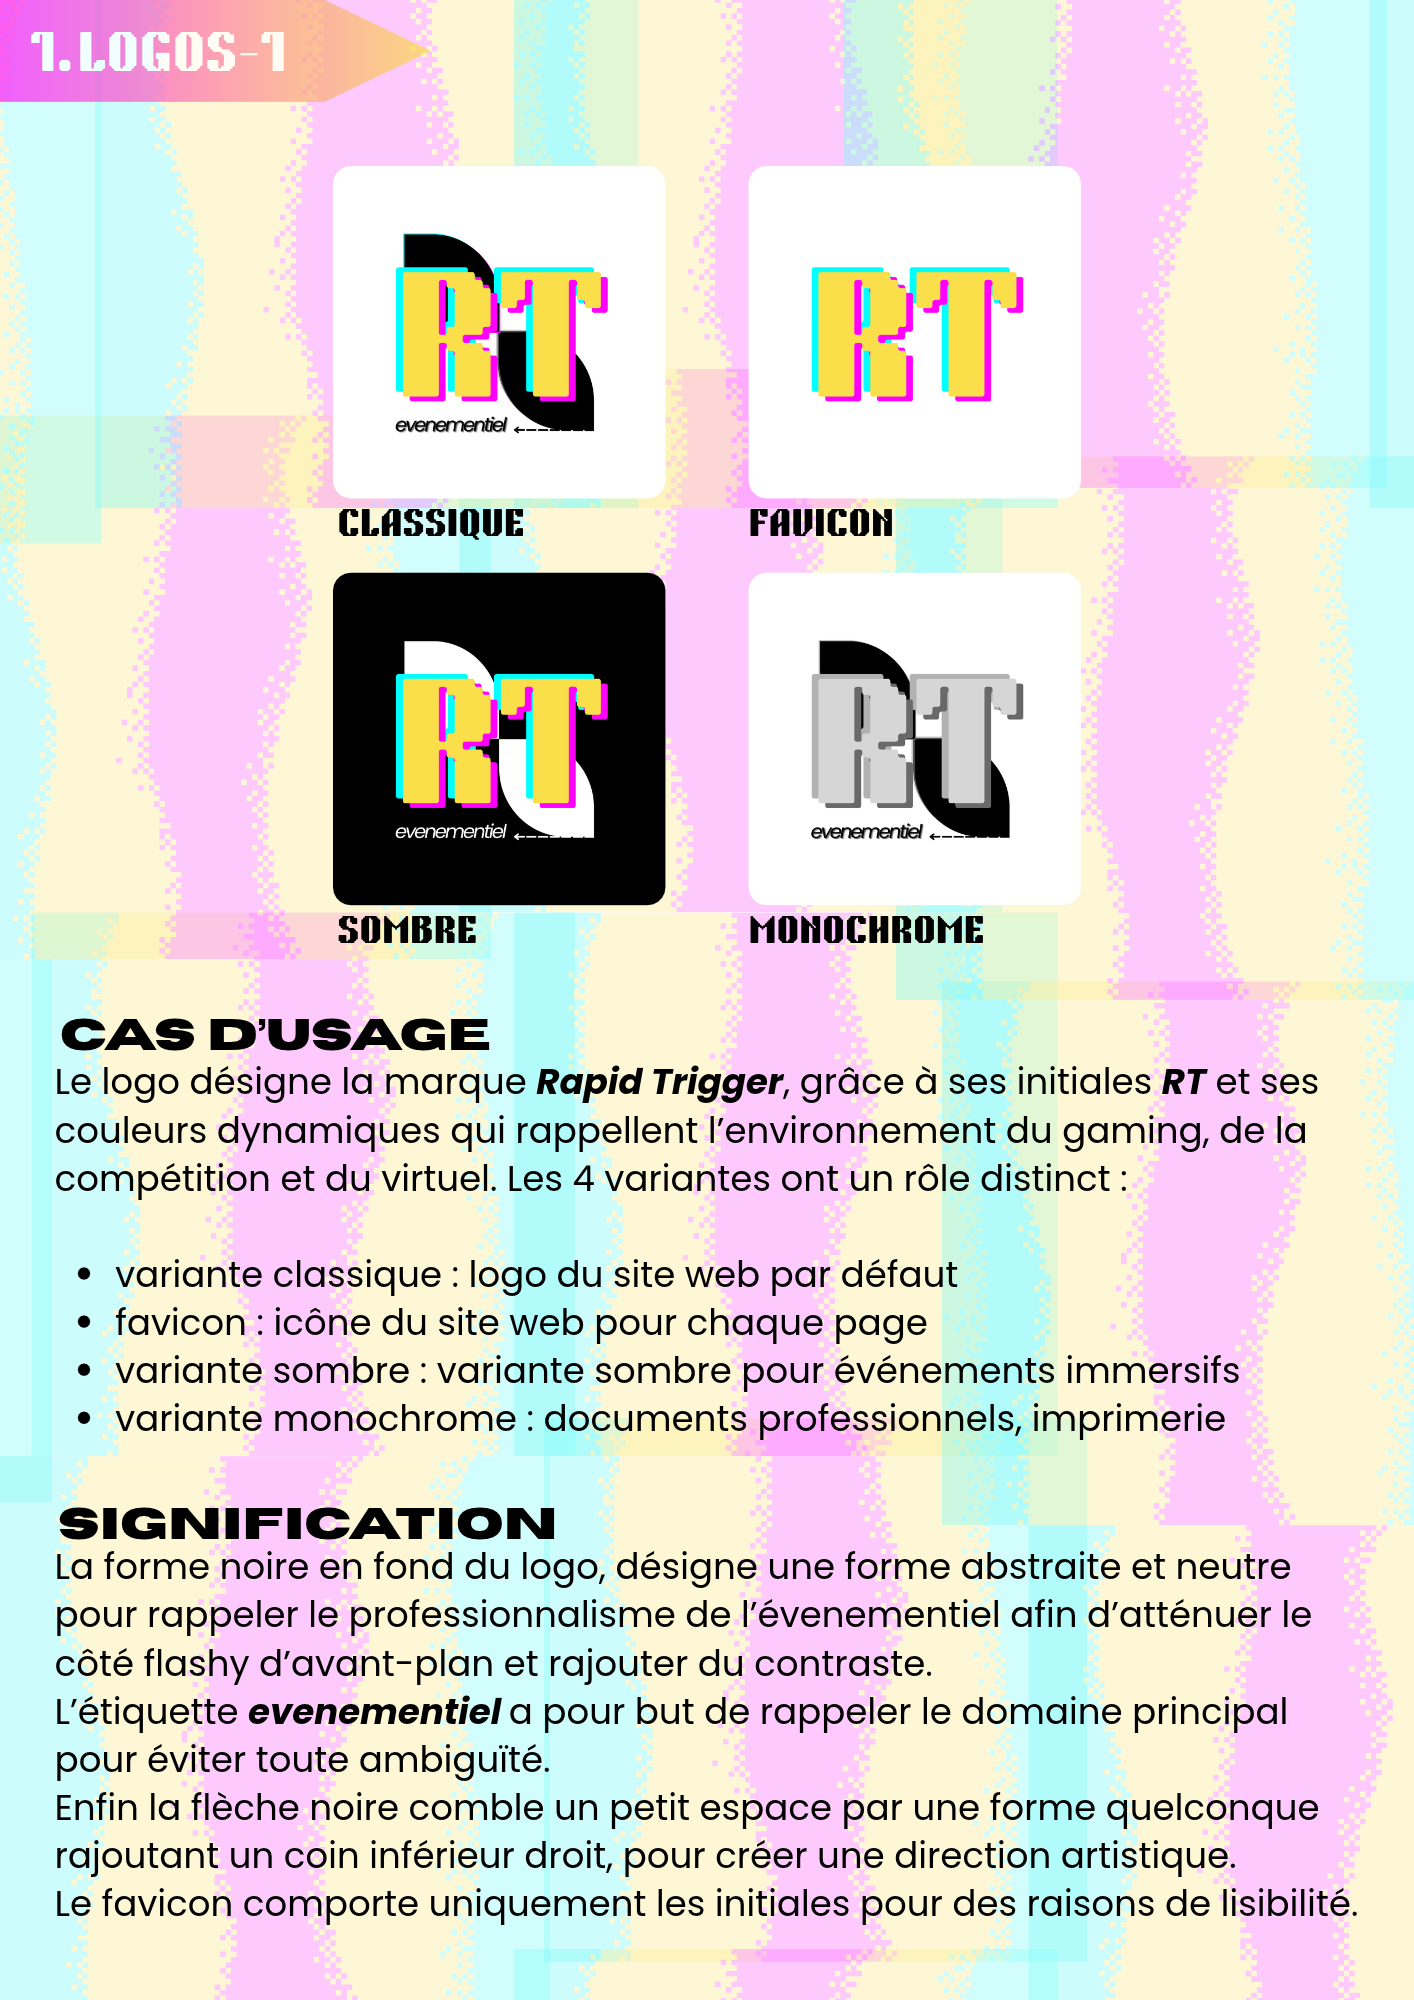 1.LOGOS-1
RT
evenementiel
RT
CLASSIQUE
FAVICON
RT
evenementiel
RT
evenementiel
SOMBRE
MONOCHROME
CAS D’USAGE
Le logo désigne la marque Rapid Trigger, grâce à ses initiales RT et ses
couleurs dynamiques qui rappellent l’environnement du gaming, de la
compétition et du virtuel. Les 4 variantes ont un rôle distinct :
• variante classique : logo du site web par défaut
• favicon : icône du site web pour chaque page
• variante sombre : variante sombre pour événements immersifs
• variante monochrome : documents professionnels, imprimerie
SIGNIFICATION
La forme noire en fond du logo, désigne une forme abstraite et neutre
pour rappeler le professionnalisme de l’évenementiel afin d’atténuer le
côté flashy d’avant-plan et rajouter du contraste.
L’étiquette evenementiel a pour but de rappeler le domaine principal
pour éviter toute ambiguïté.
Enfin la flèche noire comble un petit espace par une forme quelconque
rajoutant un coin inférieur droit, pour créer une direction artistique.
Le favicon comporte uniquement les initiales pour des raisons de lisibilité.